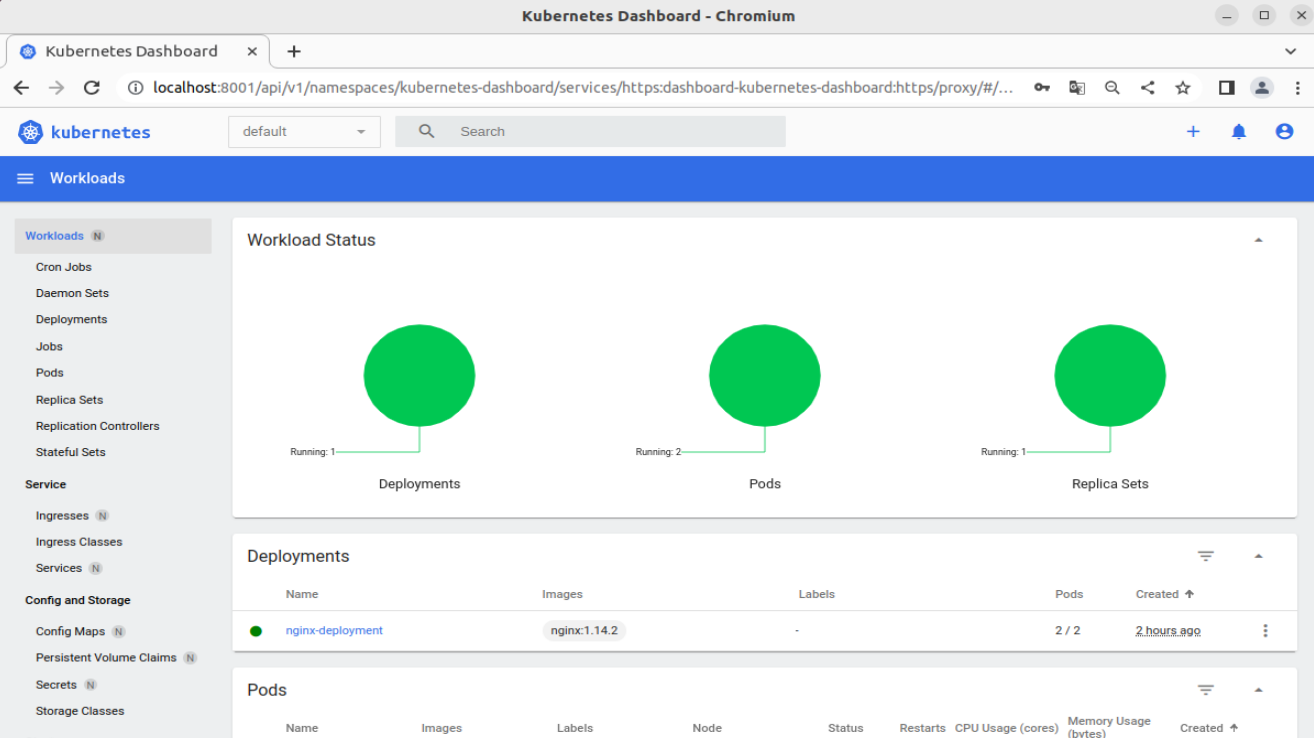 Kubernetes Dashboard - Chromium
Kubernetes Dashboard
localhost:8001/api/v1/namespaces/kubernetes-dashboard/services/https:dashboard-kubernetes-dashboard:https/proxy/#/...
kubernetes
default
Search
Workloads
Workloads N
Cron Jobs
Daemon Sets
Deployments
Jobs
Pods
Replica Sets
Replication Controllers
Stateful Sets
Service
Ingresses N
Ingress Classes
Services N
Config and Storage
Config Maps N
Persistent Volume Claims N
Secrets N
Storage Classes
Workload Status
Running: 1
Deployments
Running: 2
Pods
Running: 1
Replica Sets
Deployments
Name Images Labels Pods Created
nginx-deployment nginx:1.14.2 - 2 / 2 2 hours ago
Pods
Name Images Labels Node Status Restarts CPU Usage (cores) Memory Usage (bytes) Created